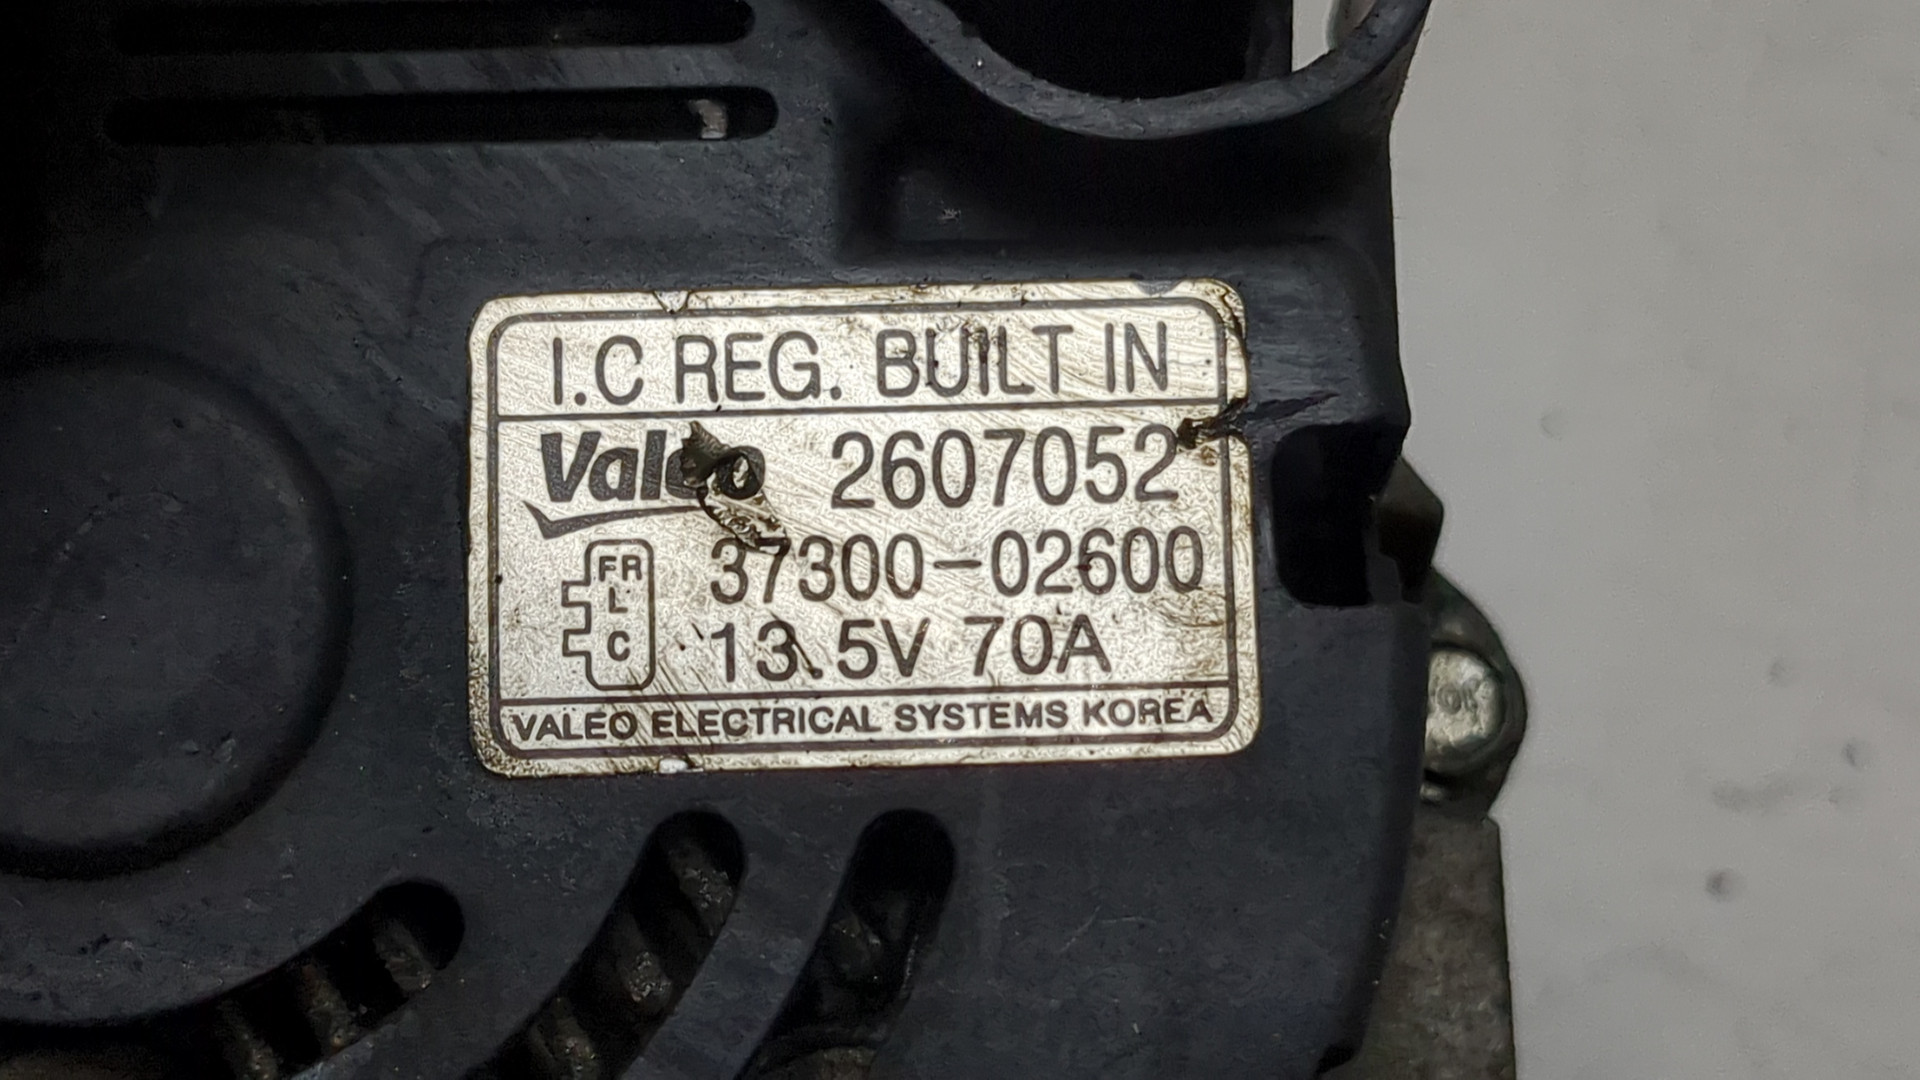 I.C REG. BUILT IN
Valeo 2607052
FR
L
C
37300-02600
13.5V 70A
VALEO ELECTRICAL SYSTEMS KOREA